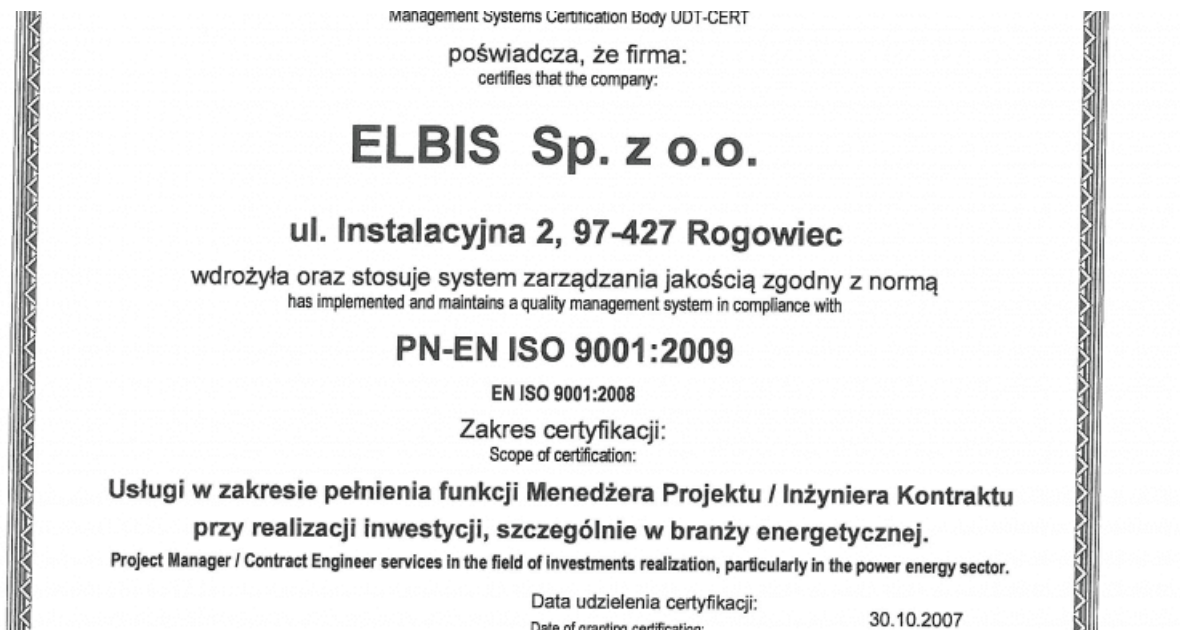 Management Systems Certification Body UDT-CERT
poświadcza, że firma:
certifies that the company:
ELBIS Sp. z o.o.
ul. Instalacyjna 2, 97-427 Rogowiec
wdrożyła oraz stosuje system zarządzania jakością zgodny z normą
has implemented and maintains a quality management system in compliance with
PN-EN ISO 9001:2009
EN ISO 9001:2008
Zakres certyfikacji:
Scope of certification:
Usługi w zakresie pełnienia funkcji Menedżera Projektu / Inżyniera Kontraktu
przy realizacji inwestycji, szczególnie w branży energetycznej.
Project Manager / Contract Engineer services in the field of investments realization, particularly in the power energy sector.
Data udzielenia certyfikacji: 30.10.2007
Date of granting certification: